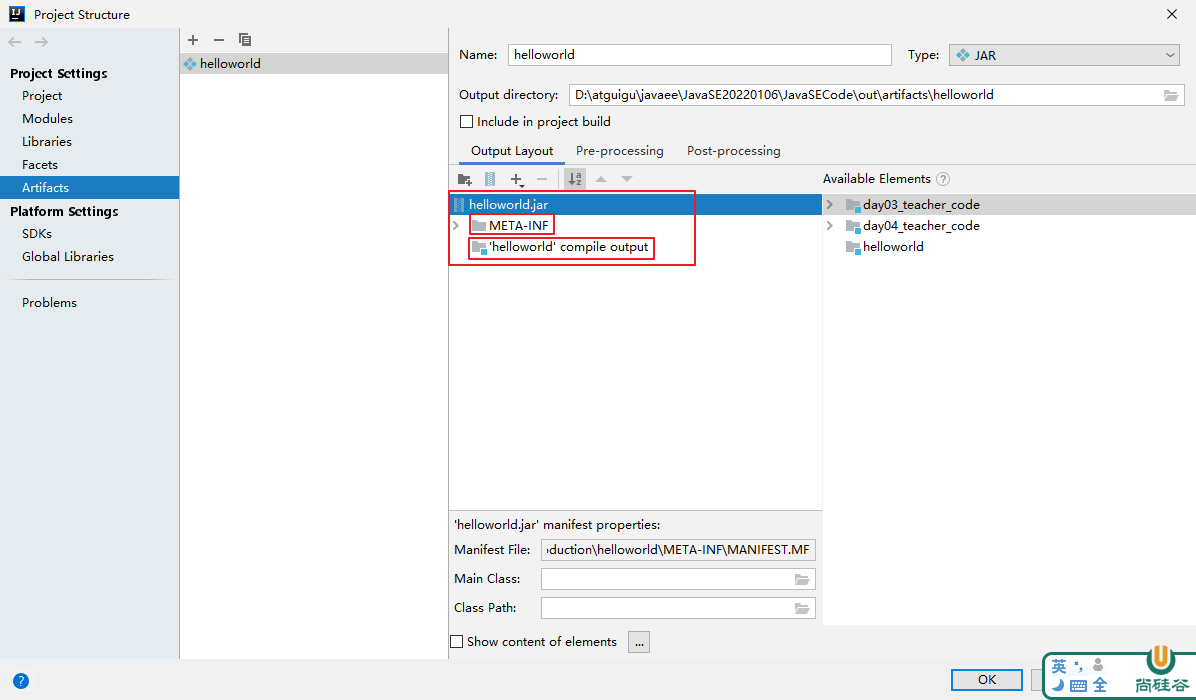 Project Structure
Project Settings
Project
Modules
Libraries
Facets
Artifacts
Platform Settings
SDKs
Global Libraries
Problems
helloworld
Name: helloworld
Type: JAR
Output directory: D:\atguigu\javaee\JavaSE20220106\JavaSECode\out\artifacts\helloworld
Include in project build
Output Layout Pre-processing Post-processing
helloworld.jar
META-INF
'helloworld' compile output
Available Elements ?
day03_teacher_code
day04_teacher_code
helloworld
'helloworld.jar' manifest properties:
Manifest File: duction\helloworld\META-INF\MANIFEST.MF
Main Class:
Class Path:
Show content of elements ...
?
OK
英 全
尚硅谷